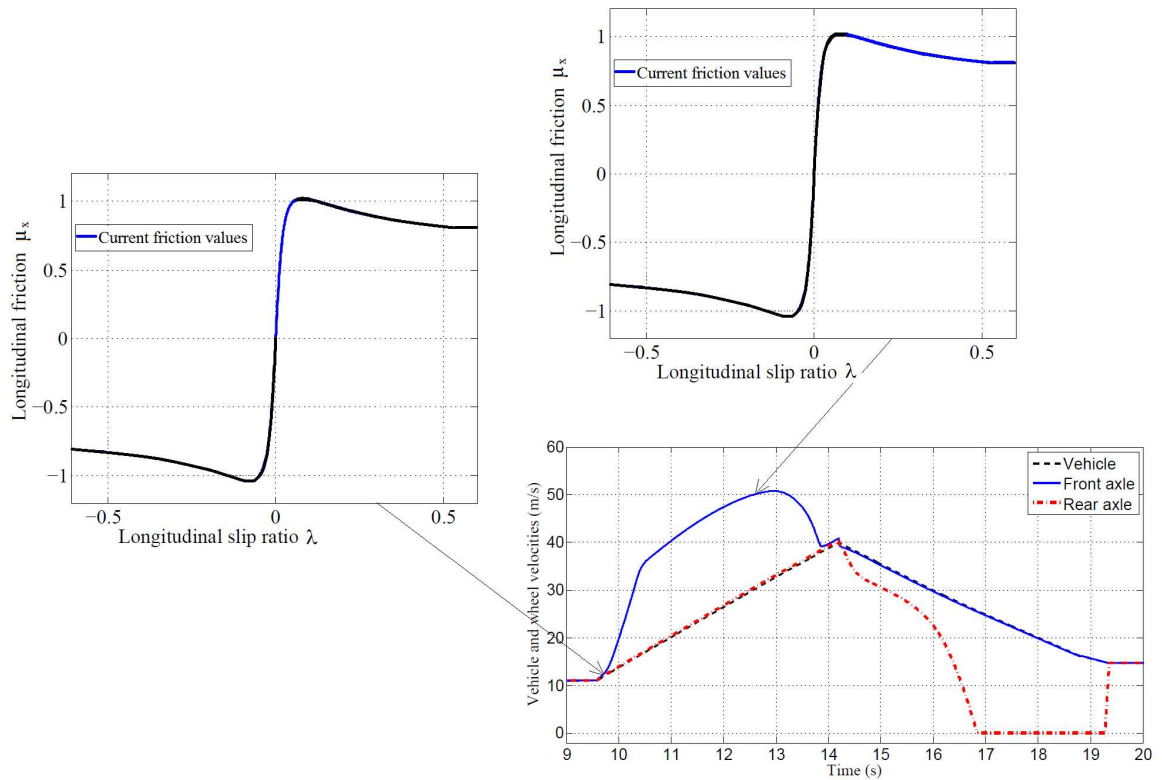 1
0.5
0
−0.5
−1
−0.5
0
0.5
Longitudinal friction μx
Longitudinal slip ratio λ
Current friction values
1
0.5
0
−0.5
−1
−0.5
0
0.5
Longitudinal friction μx
Longitudinal slip ratio λ
Current friction values
60
50
40
30
20
10
0
9 10 11 12 13 14 15 16 17 18 19 20
Vehicle and wheel velocities (m/s)
Time (s)
Vehicle
Front axle
Rear axle